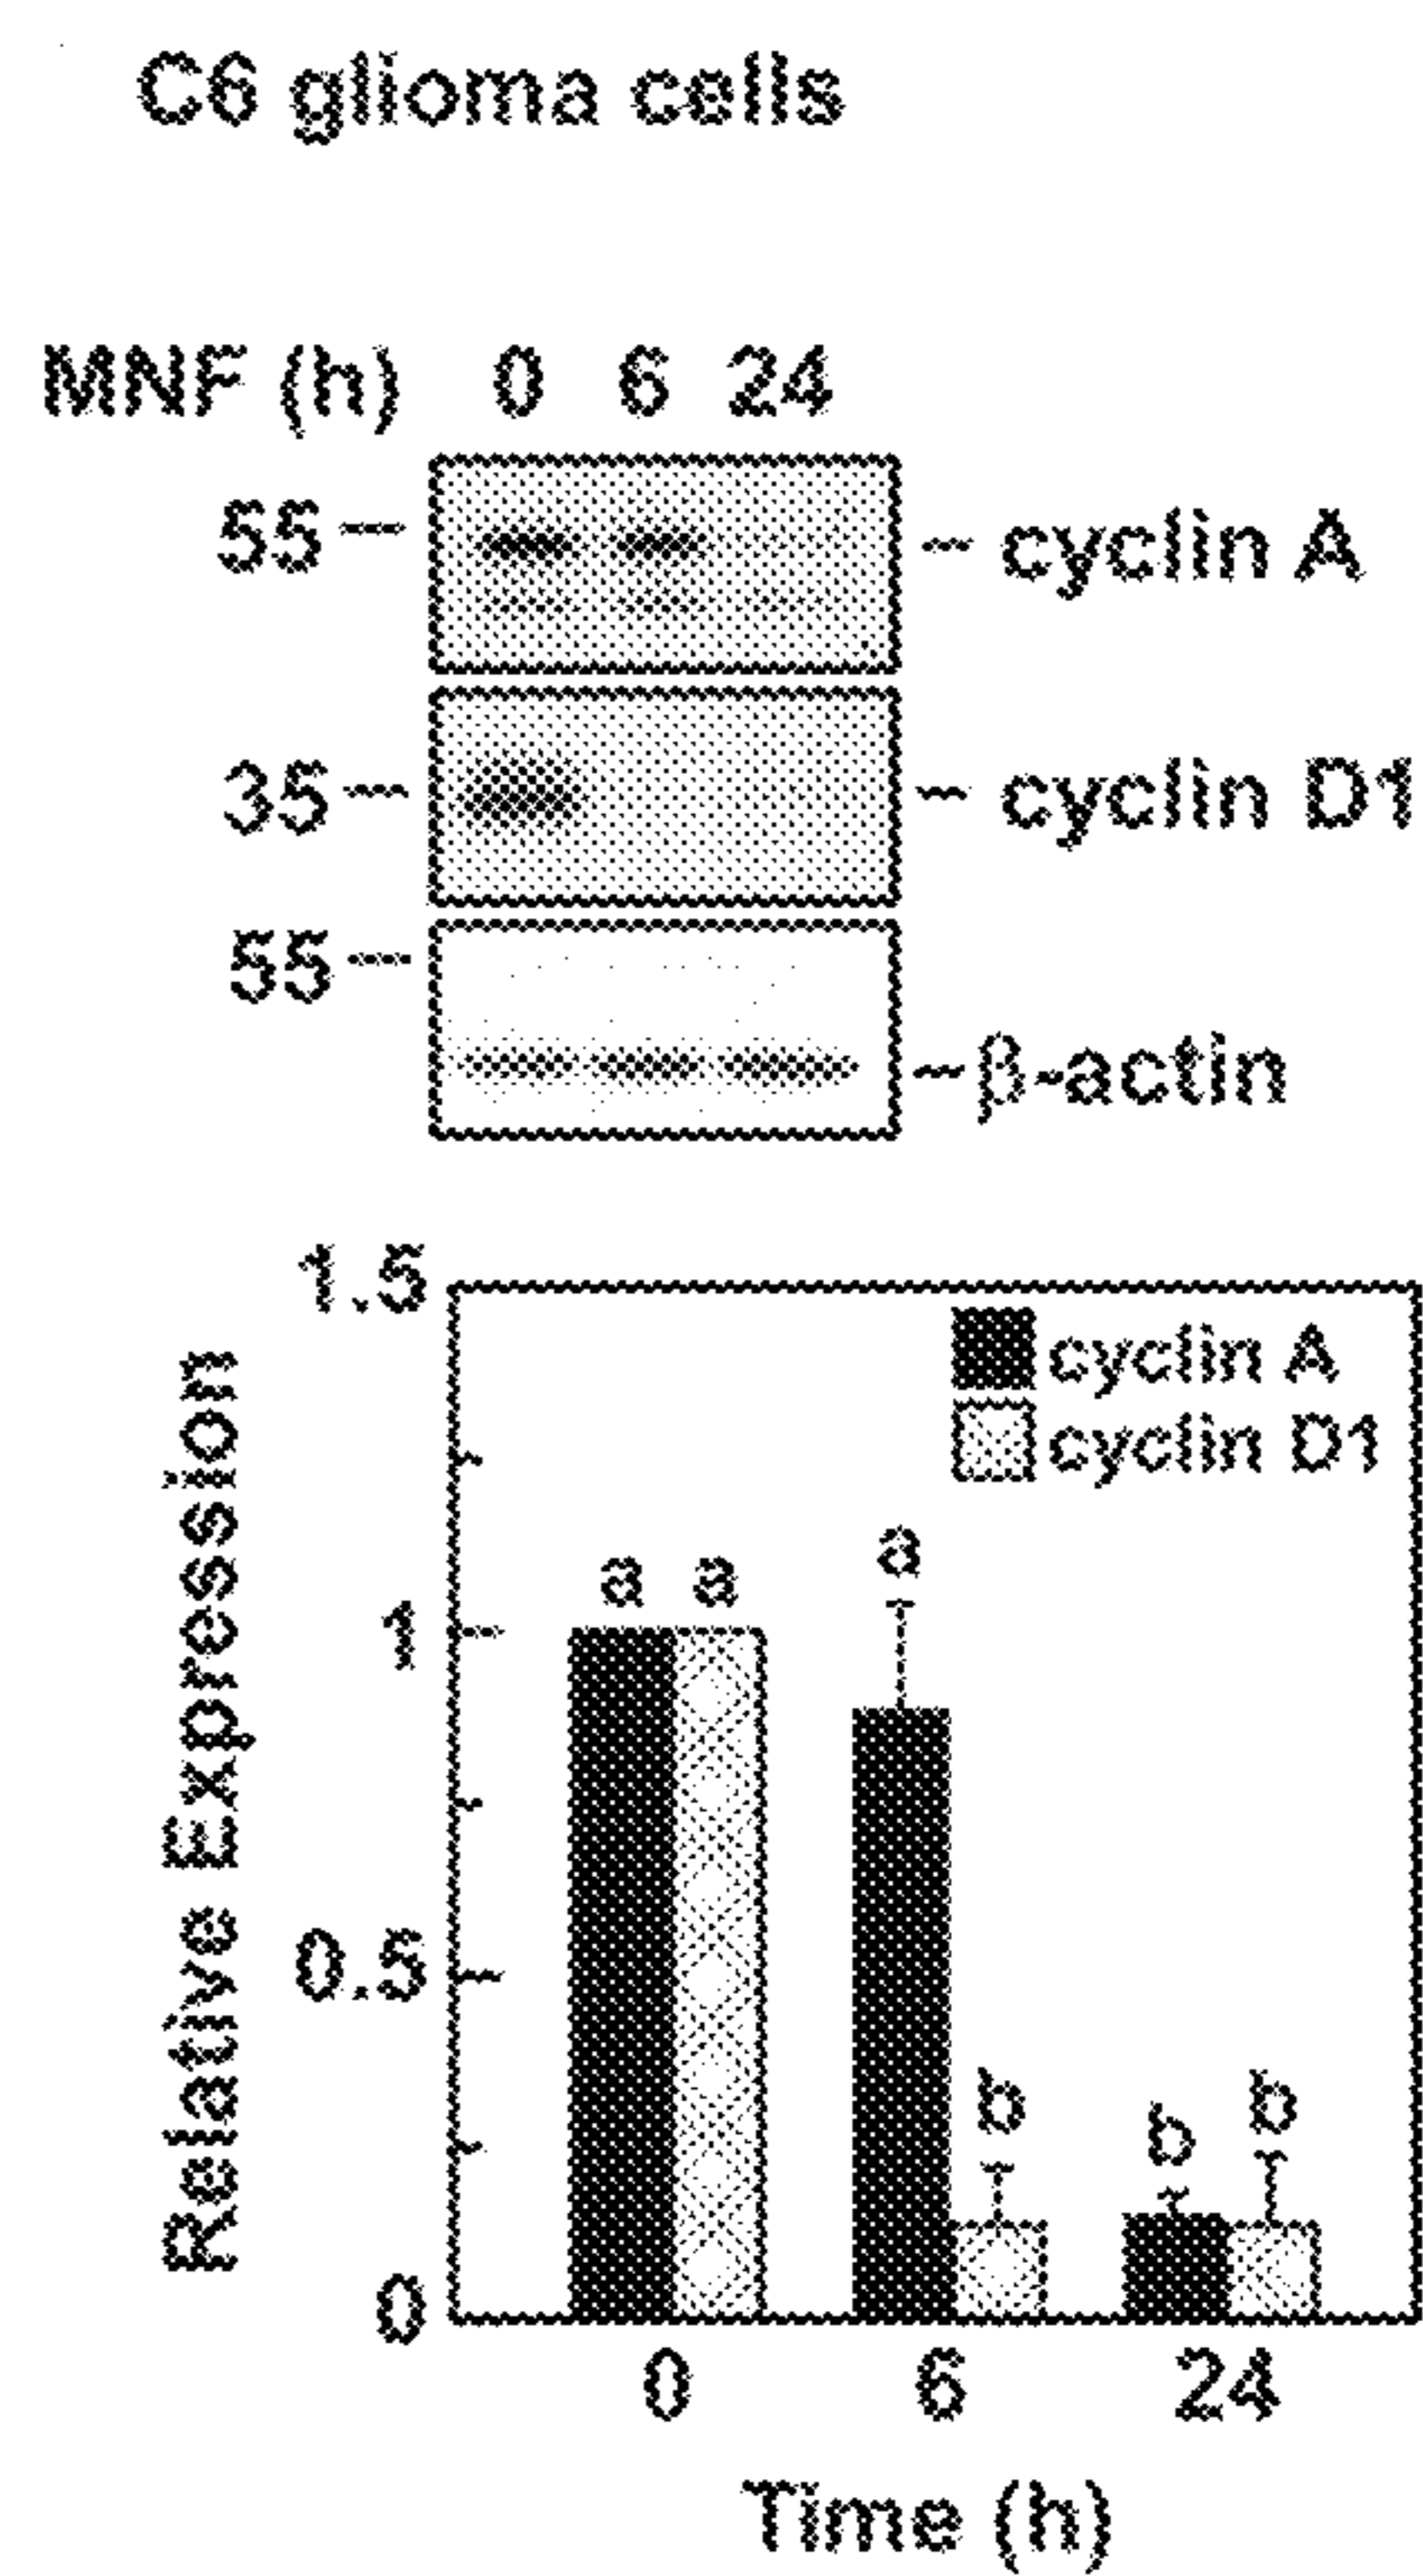 C6 glioma cells
MNF (h) 0 6 24
55 cyclin A
35 cyclin D1
55
β-actin
1.5
cyclin A
cyclin D1
a a a
1
Relative Expression
0.5
b b b
0
0 6 24
Time (h)